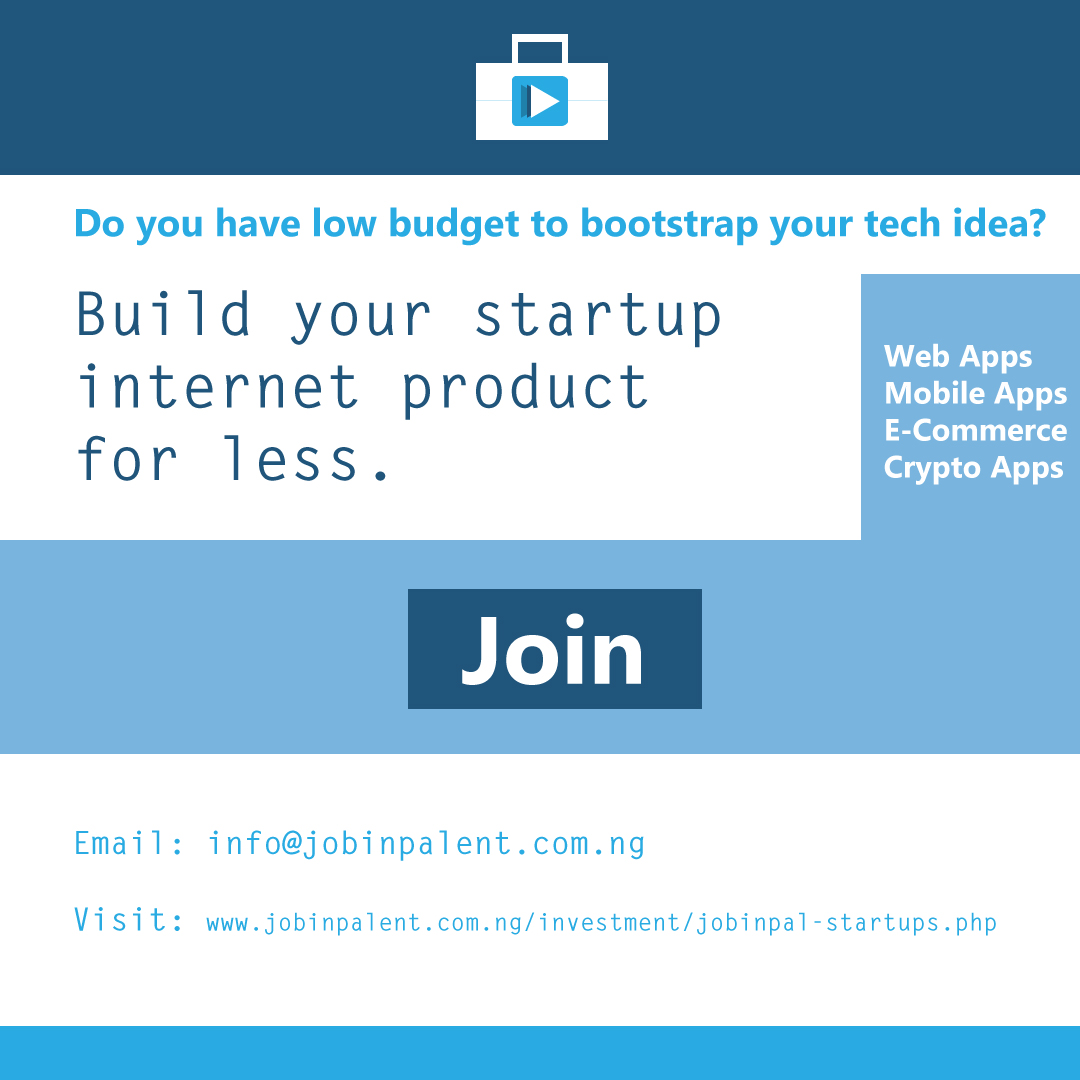 Do you have low budget to bootstrap your tech idea?
Build your startup
internet product
for less.
Web Apps
Mobile Apps
E-Commerce
Crypto Apps
Join
Email: info@jobinpalent.com.ng
Visit: www.jobinpalent.com.ng/investment/jobinpal-startups.php